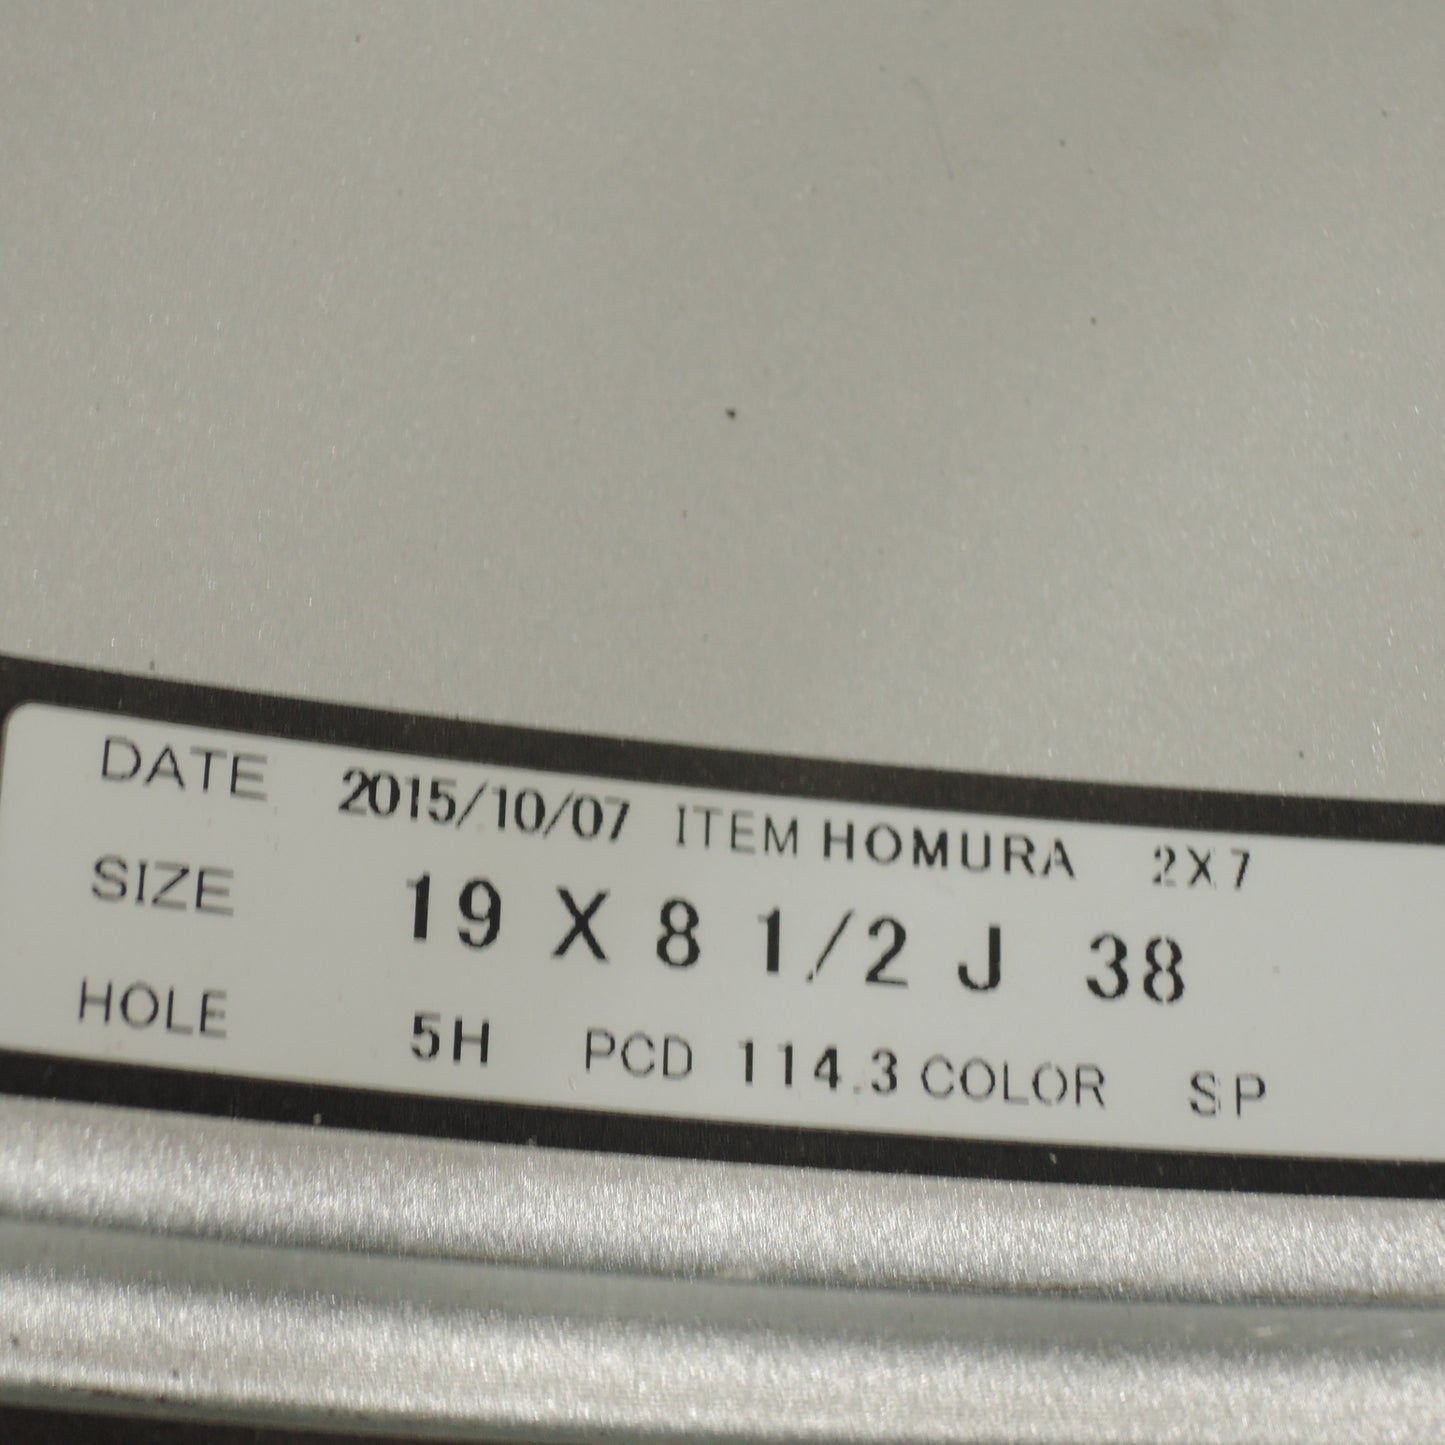 DATE 2015/10/07 ITEM HOMURA 2X7
SIZE 19 X 8 1/2 J 38
HOLE 5H PCD 114.3 COLOR SP